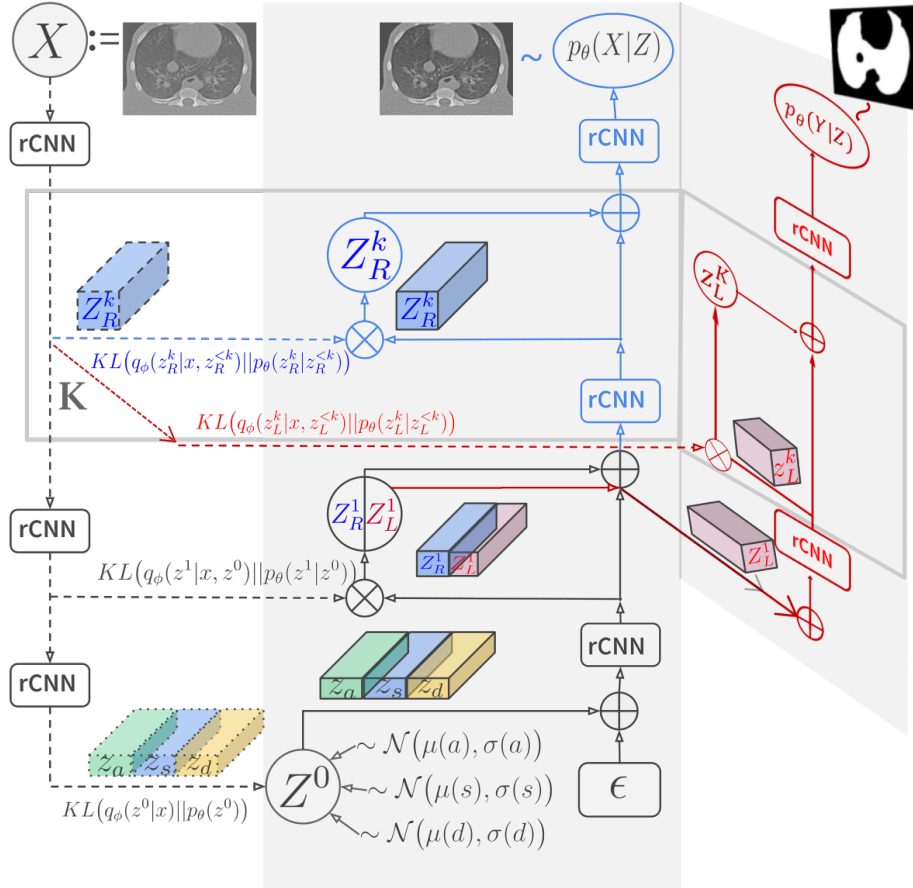 X :=
~ p_θ(X|Z)
~ p_θ(Y|Z)
rCNN
rCNN
rCNN
Z_R^k
Z_R^k
Z_R^k
z_L^K
KL(q_ϕ(z_R^k|x, z_R^{<k})||p_θ(z_R^k|z_R^{<k}))
K
rCNN
KL(q_ϕ(z_L^k|x, z_L^{<k})||p_θ(z_L^k|z_L^{<k}))
z_L^k
rCNN
Z_R^1 Z_L^1
Z_R^1 Z_L^1
Z_L^1
rCNN
KL(q_ϕ(z^1|x, z^0)||p_θ(z^1|z^0))
rCNN
rCNN
z_a z_s z_d
z_a z_s z_d
Z^0
~ N(μ(a), σ(a))
~ N(μ(s), σ(s))
~ N(μ(d), σ(d))
ϵ
KL(q_ϕ(z^0|x)||p_θ(z^0))